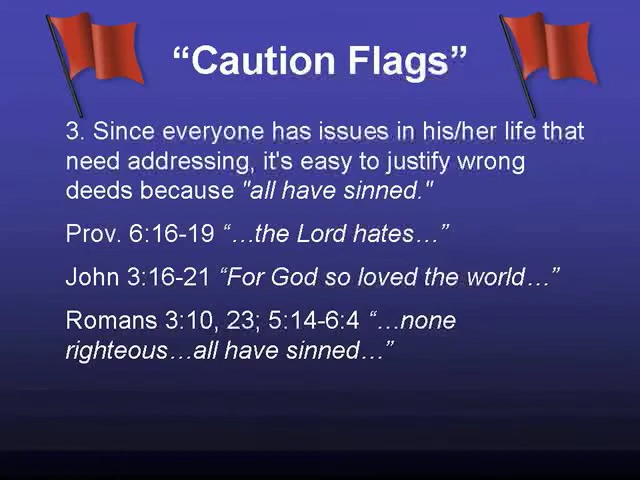 “Caution Flags”
3. Since everyone has issues in his/her life that
need addressing, it's easy to justify wrong
deeds because "all have sinned."
Prov. 6:16-19 “…the Lord hates…”
John 3:16-21 “For God so loved the world…”
Romans 3:10, 23; 5:14-6:4 “…none
righteous…all have sinned…”